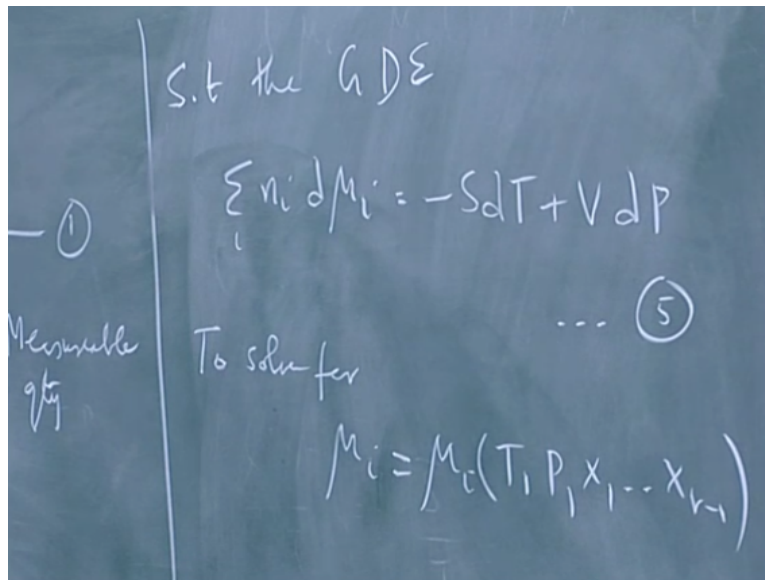 — ①
Measurable
qty
S.t the GDE
∑ᵢ nᵢ dμᵢ = -SdT + VdP
... ⑤
To solve for
μᵢ = μᵢ(T, P, x₁ ... x_{r-1})